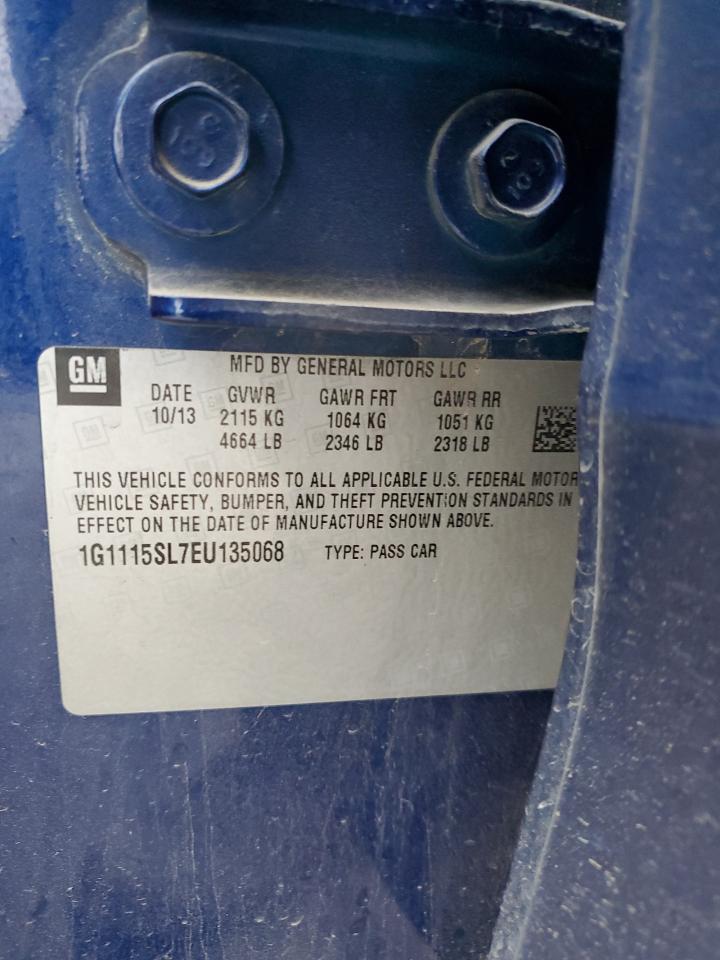 GM
MFD BY GENERAL MOTORS LLC
DATE GVWR GAWR FRT GAWR RR
10/13 2115 KG 1064 KG 1051 KG
4664 LB 2346 LB 2318 LB
THIS VEHICLE CONFORMS TO ALL APPLICABLE U.S. FEDERAL MOTOR
VEHICLE SAFETY, BUMPER, AND THEFT PREVENTION STANDARDS IN
EFFECT ON THE DATE OF MANUFACTURE SHOWN ABOVE.
1G1115SL7EU135068 TYPE: PASS CAR